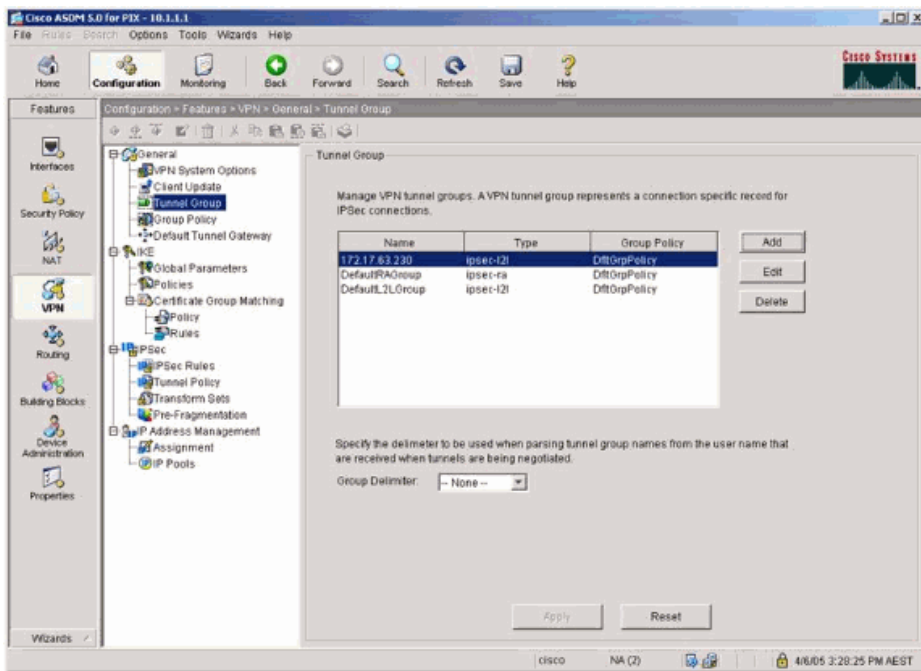 Cisco ASDM 5.0 for PIX - 10.1.1.1
File Rules Search Options Tools Wizards Help
Home Configuration Monitoring Back Forward Search Refresh Save Help
CISCO SYSTEMS
Features
Configuration > Features > VPN > General > Tunnel Group
Interfaces
Security Policy
NAT
VPN
Routing
Building Blocks
Device Administration
Properties
Wizards
General
VPN System Options
Client Update
Tunnel Group
Group Policy
Default Tunnel Gateway
IKE
Global Parameters
Policies
Certificate Group Matching
Policy
Rules
IPSec
IPSec Rules
Tunnel Policy
Transform Sets
Pre-Fragmentation
IP Address Management
Assignment
IP Pools
Tunnel Group
Manage VPN tunnel groups. A VPN tunnel group represents a connection specific record for
IPSec connections.
Name Type Group Policy
172.17.63.230 ipsec-l2l DfltGrpPolicy
DefaultRAGroup ipsec-ra DfltGrpPolicy
DefaultL2LGroup ipsec-l2l DfltGrpPolicy
Add
Edit
Delete
Specify the delimeter to be used when parsing tunnel group names from the user name that
are received when tunnels are being negotiated.
Group Delimiter: -- None --
Apply Reset
cisco NA (2) 4/6/05 3:28:25 PM AEST